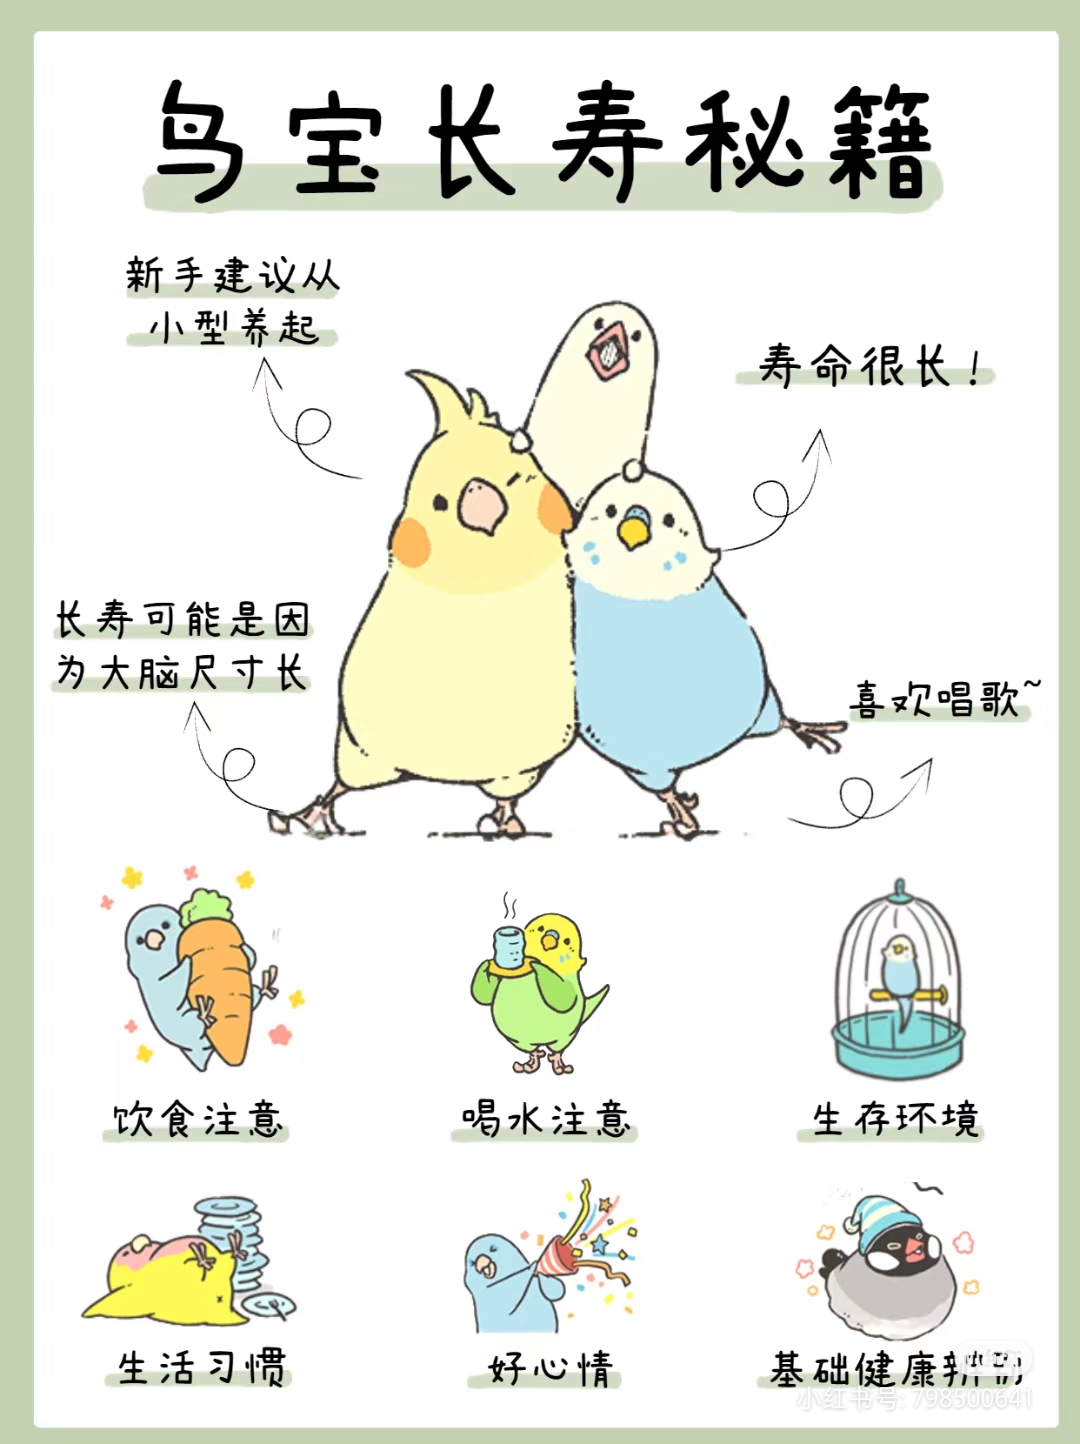 鸟宝长寿秘籍
新手建议从
小型养起
寿命很长！
长寿可能是因
为大脑尺寸长
喜欢唱歌~
饮食注意
喝水注意
生存环境
生活习惯
好心情
基础健康辨别
小红书号: 798500641